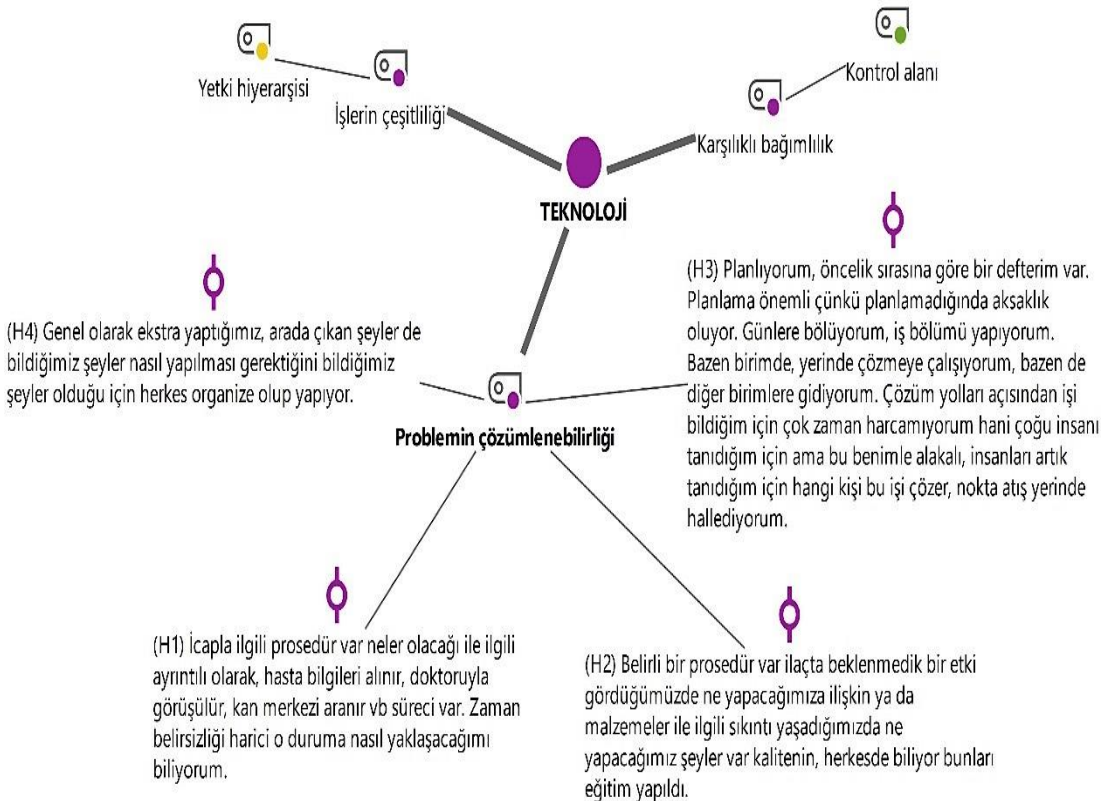 Yetki hiyerarşisi
İşlerin çeşitliliği
Kontrol alanı
Karşılıklı bağımlılık
TEKNOLOJİ
(H4) Genel olarak ekstra yaptığımız, arada çıkan şeyler de
bildiğimiz şeyler nasıl yapılması gerektiğini bildiğimiz
şeyler olduğu için herkes organize olup yapıyor.
(H3) Planlıyorum, öncelik sırasına göre bir defterim var.
Planlama önemli çünkü planlamadığında aksaklık
oluyor. Günlere bölüyorum, iş bölümü yapıyorum.
Bazen birimde, yerinde çözmeye çalışıyorum, bazen de
diğer birimlere gidiyorum. Çözüm yolları açısından işi
bildiğim için çok zaman harcamıyorum hani çoğu insanı
tanıdığım için ama bu benimle alakalı, insanları artık
tanıdığım için hangi kişi bu işi çözer, nokta atış yerinde
hallediyorum.
Problemin çözümlenebilirliği
(H1) İcapla ilgili prosedür var neler olacağı ile ilgili
ayrıntılı olarak, hasta bilgileri alınır, doktoruyla
görüşülür, kan merkezi aranır vb süreci var. Zaman
belirsizliği harici o duruma nasıl yaklaşacağımı
biliyorum.
(H2) Belirli bir prosedür var ilaçta beklenmedik bir etki
gördüğümüzde ne yapacağımıza ilişkin ya da
malzemeler ile ilgili sıkıntı yaşadığımızda ne
yapacağımız şeyler var kalitenin, herkesde biliyor bunları
eğitim yapıldı.